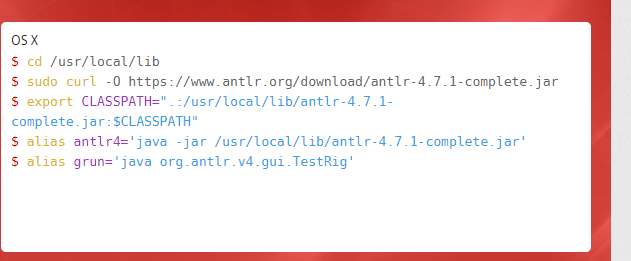 OS X
$ cd /usr/local/lib
$ sudo curl -O https://www.antlr.org/download/antlr-4.7.1-complete.jar
$ export CLASSPATH=".:/usr/local/lib/antlr-4.7.1-
complete.jar:$CLASSPATH"
$ alias antlr4='java -jar /usr/local/lib/antlr-4.7.1-complete.jar'
$ alias grun='java org.antlr.v4.gui.TestRig'